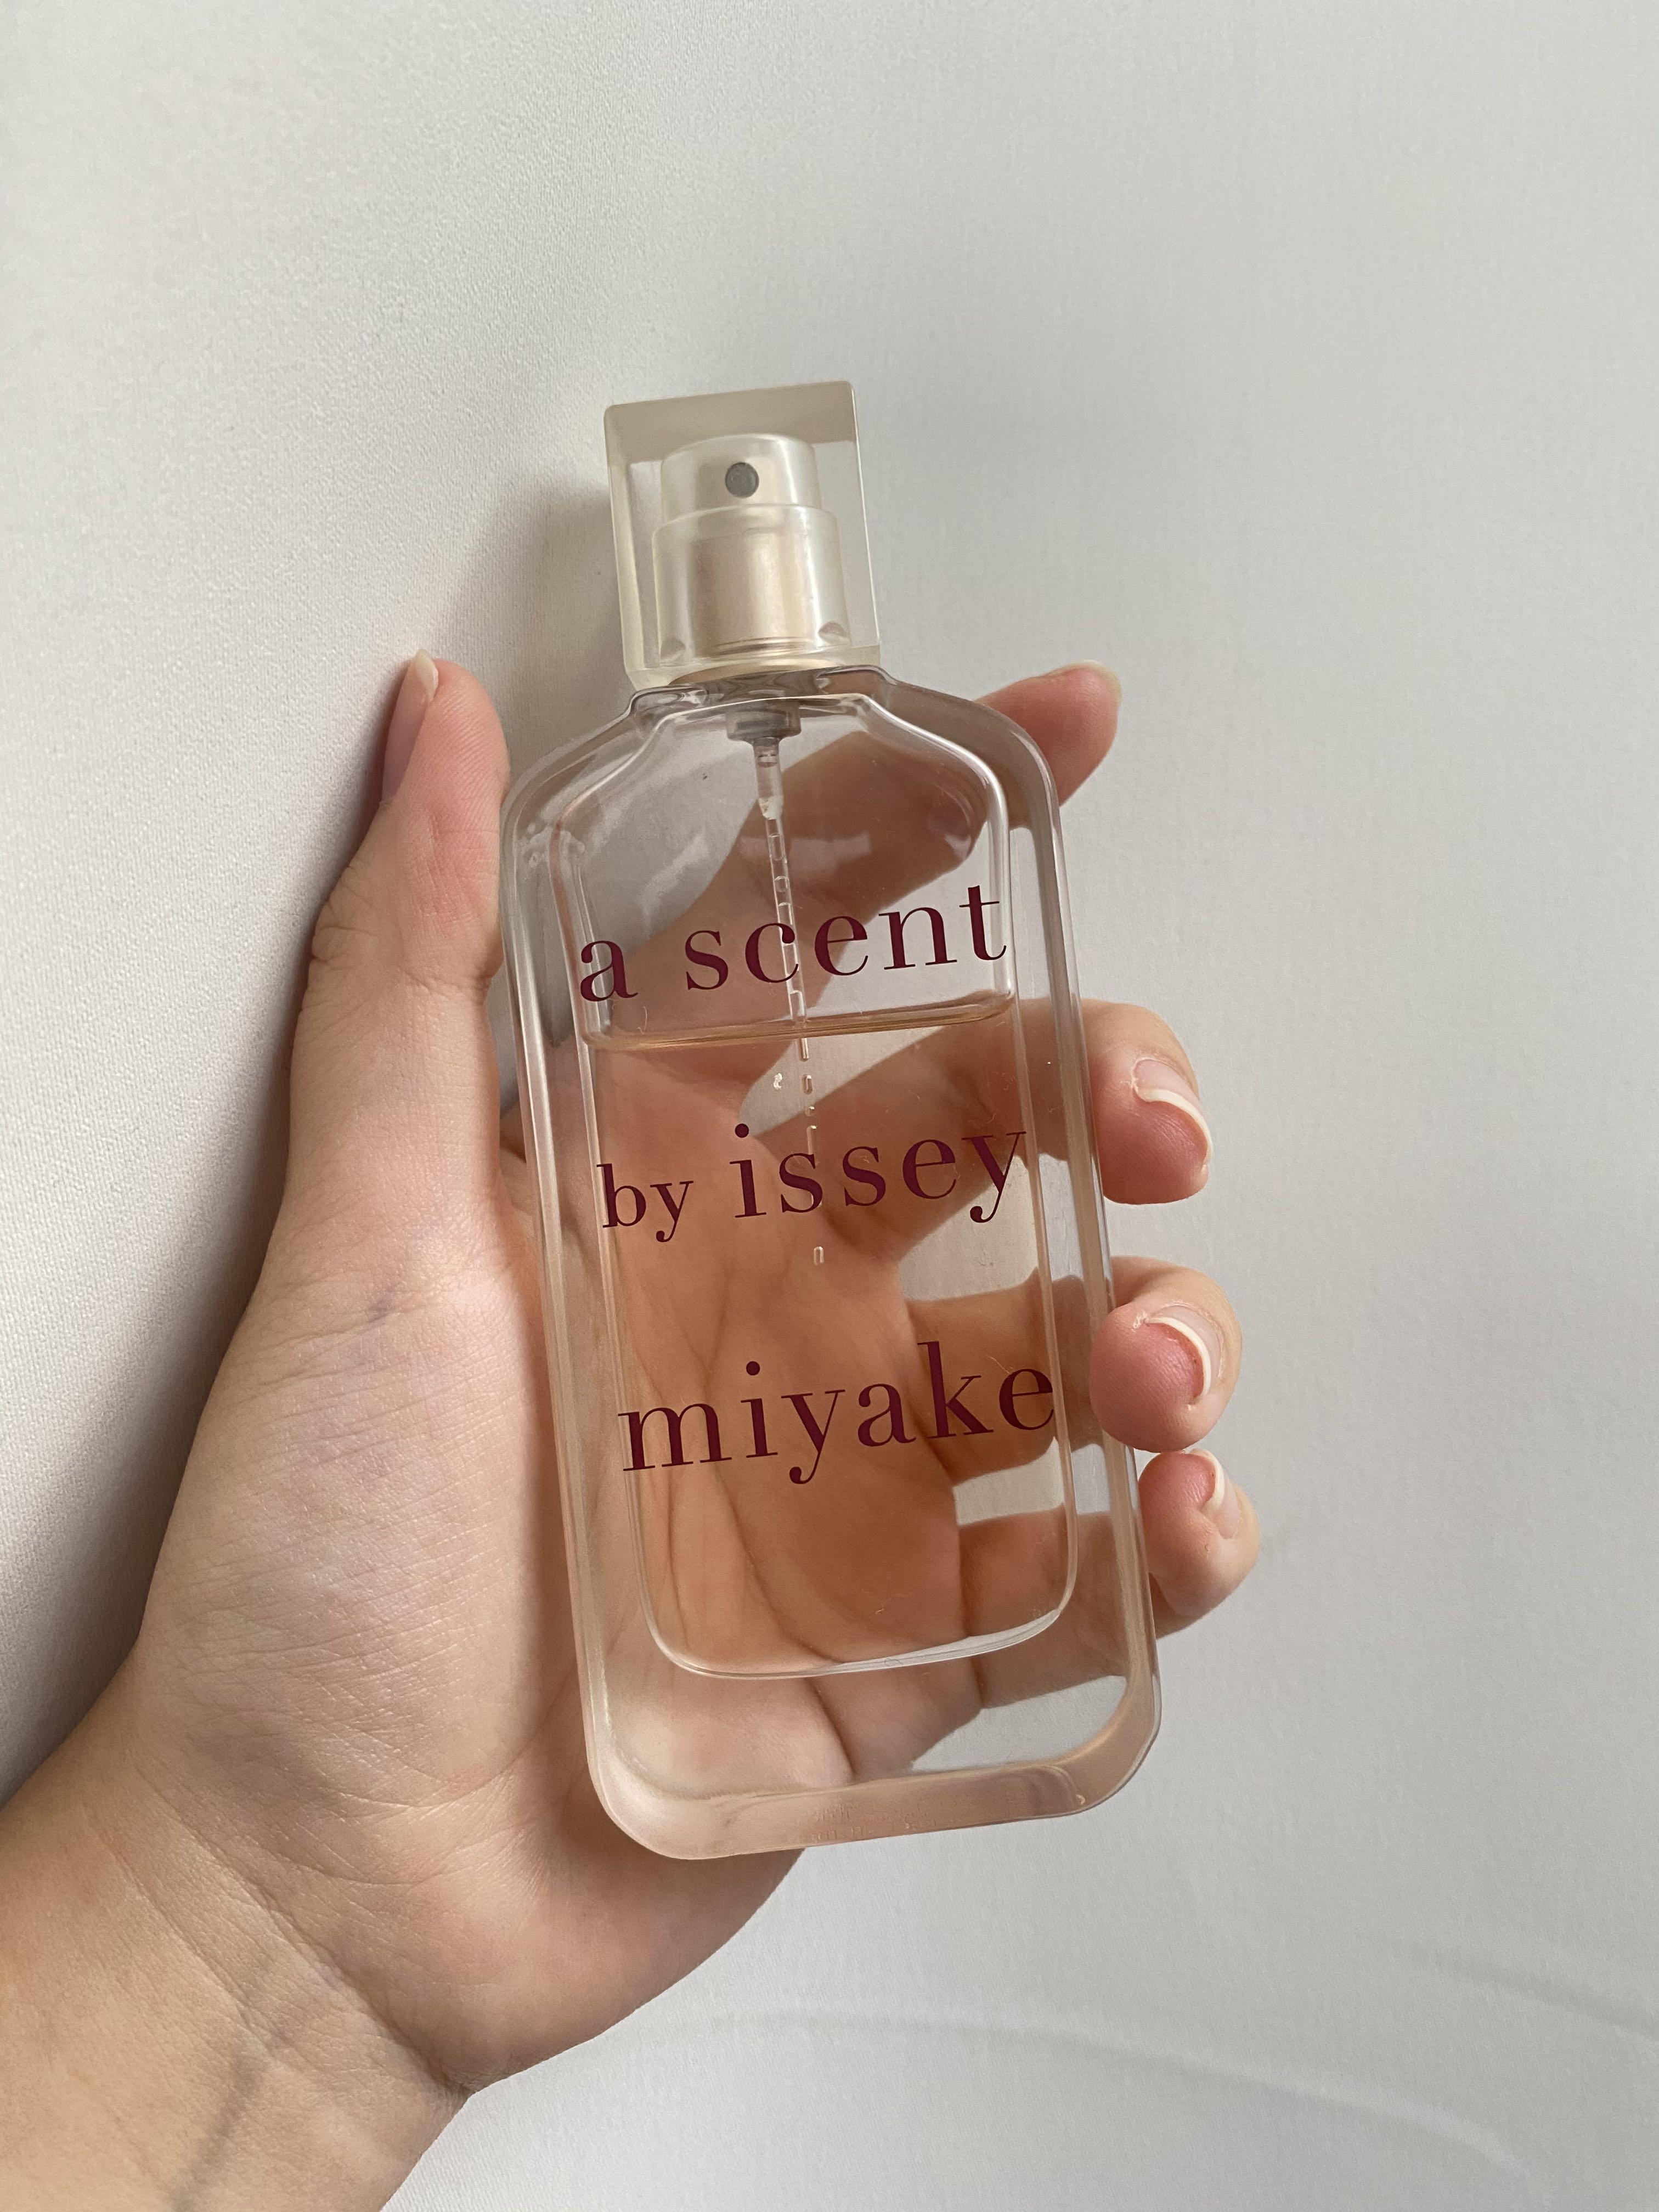 a scent
by issey
miyake